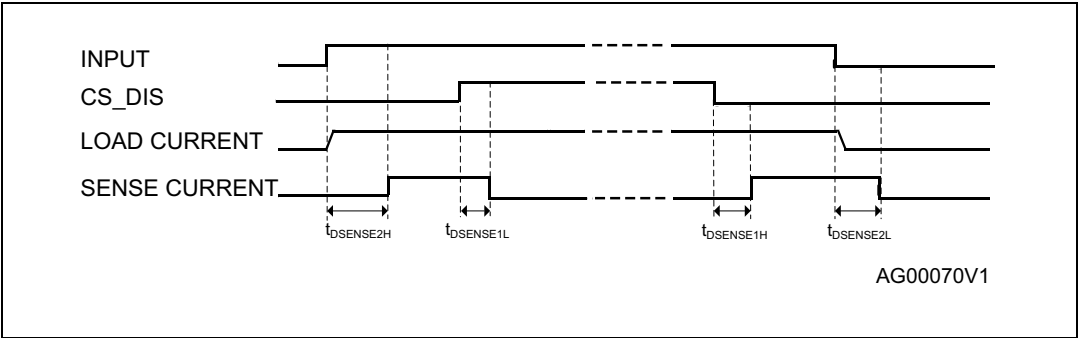 INPUT
CS_DIS
LOAD CURRENT
SENSE CURRENT
tDSENSE2H
tDSENSE1L
tDSENSE1H
tDSENSE2L
AG00070V1